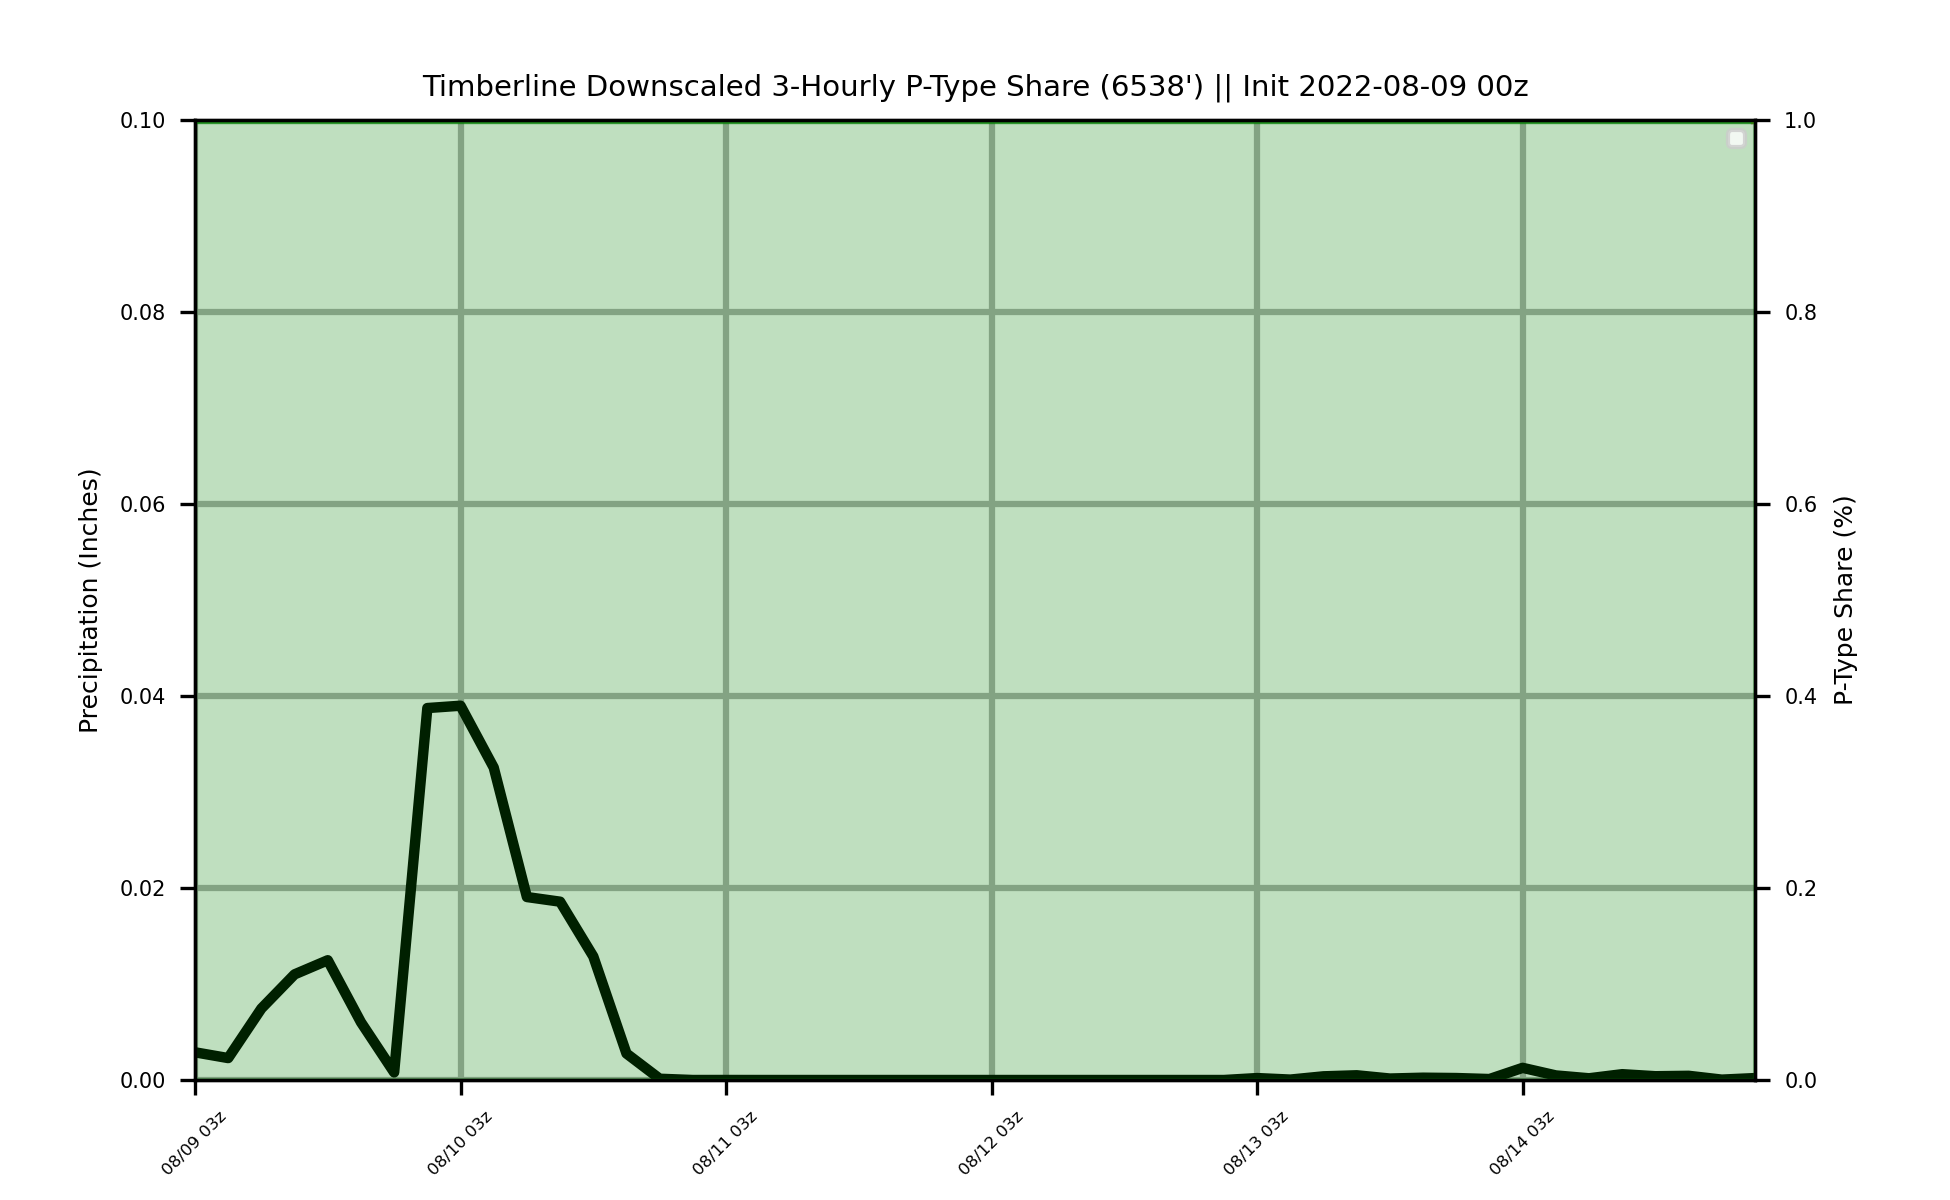 Timberline Downscaled 3-Hourly P-Type Share (6538') || Init 2022-08-09 00z
0.10
0.08
0.06
0.04
0.02
0.00
Precipitation (Inches)
1.0
0.8
0.6
0.4
0.2
0.0
P-Type Share (%)
08/09 03z
08/10 03z
08/11 03z
08/12 03z
08/13 03z
08/14 03z